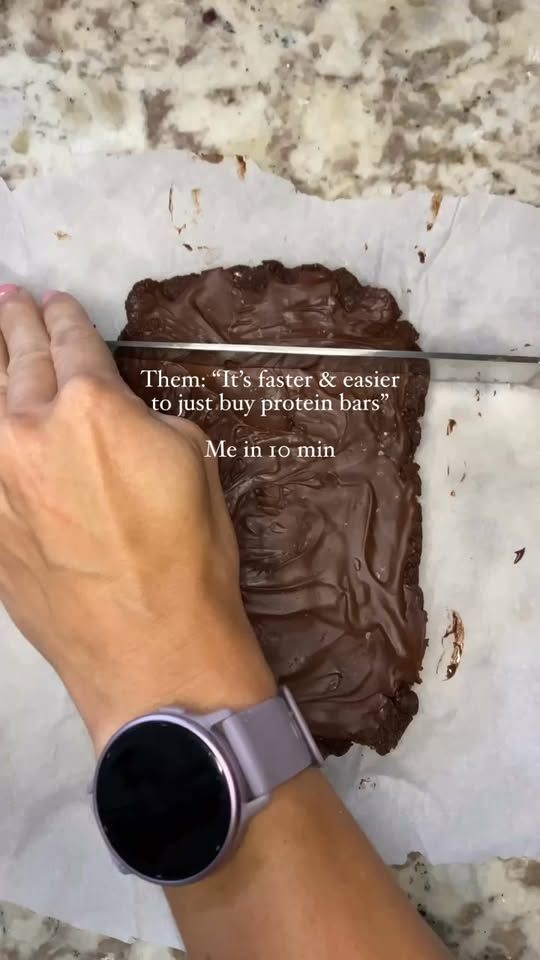 Them: “It’s faster & easier
to just buy protein bars”
Me in 10 min